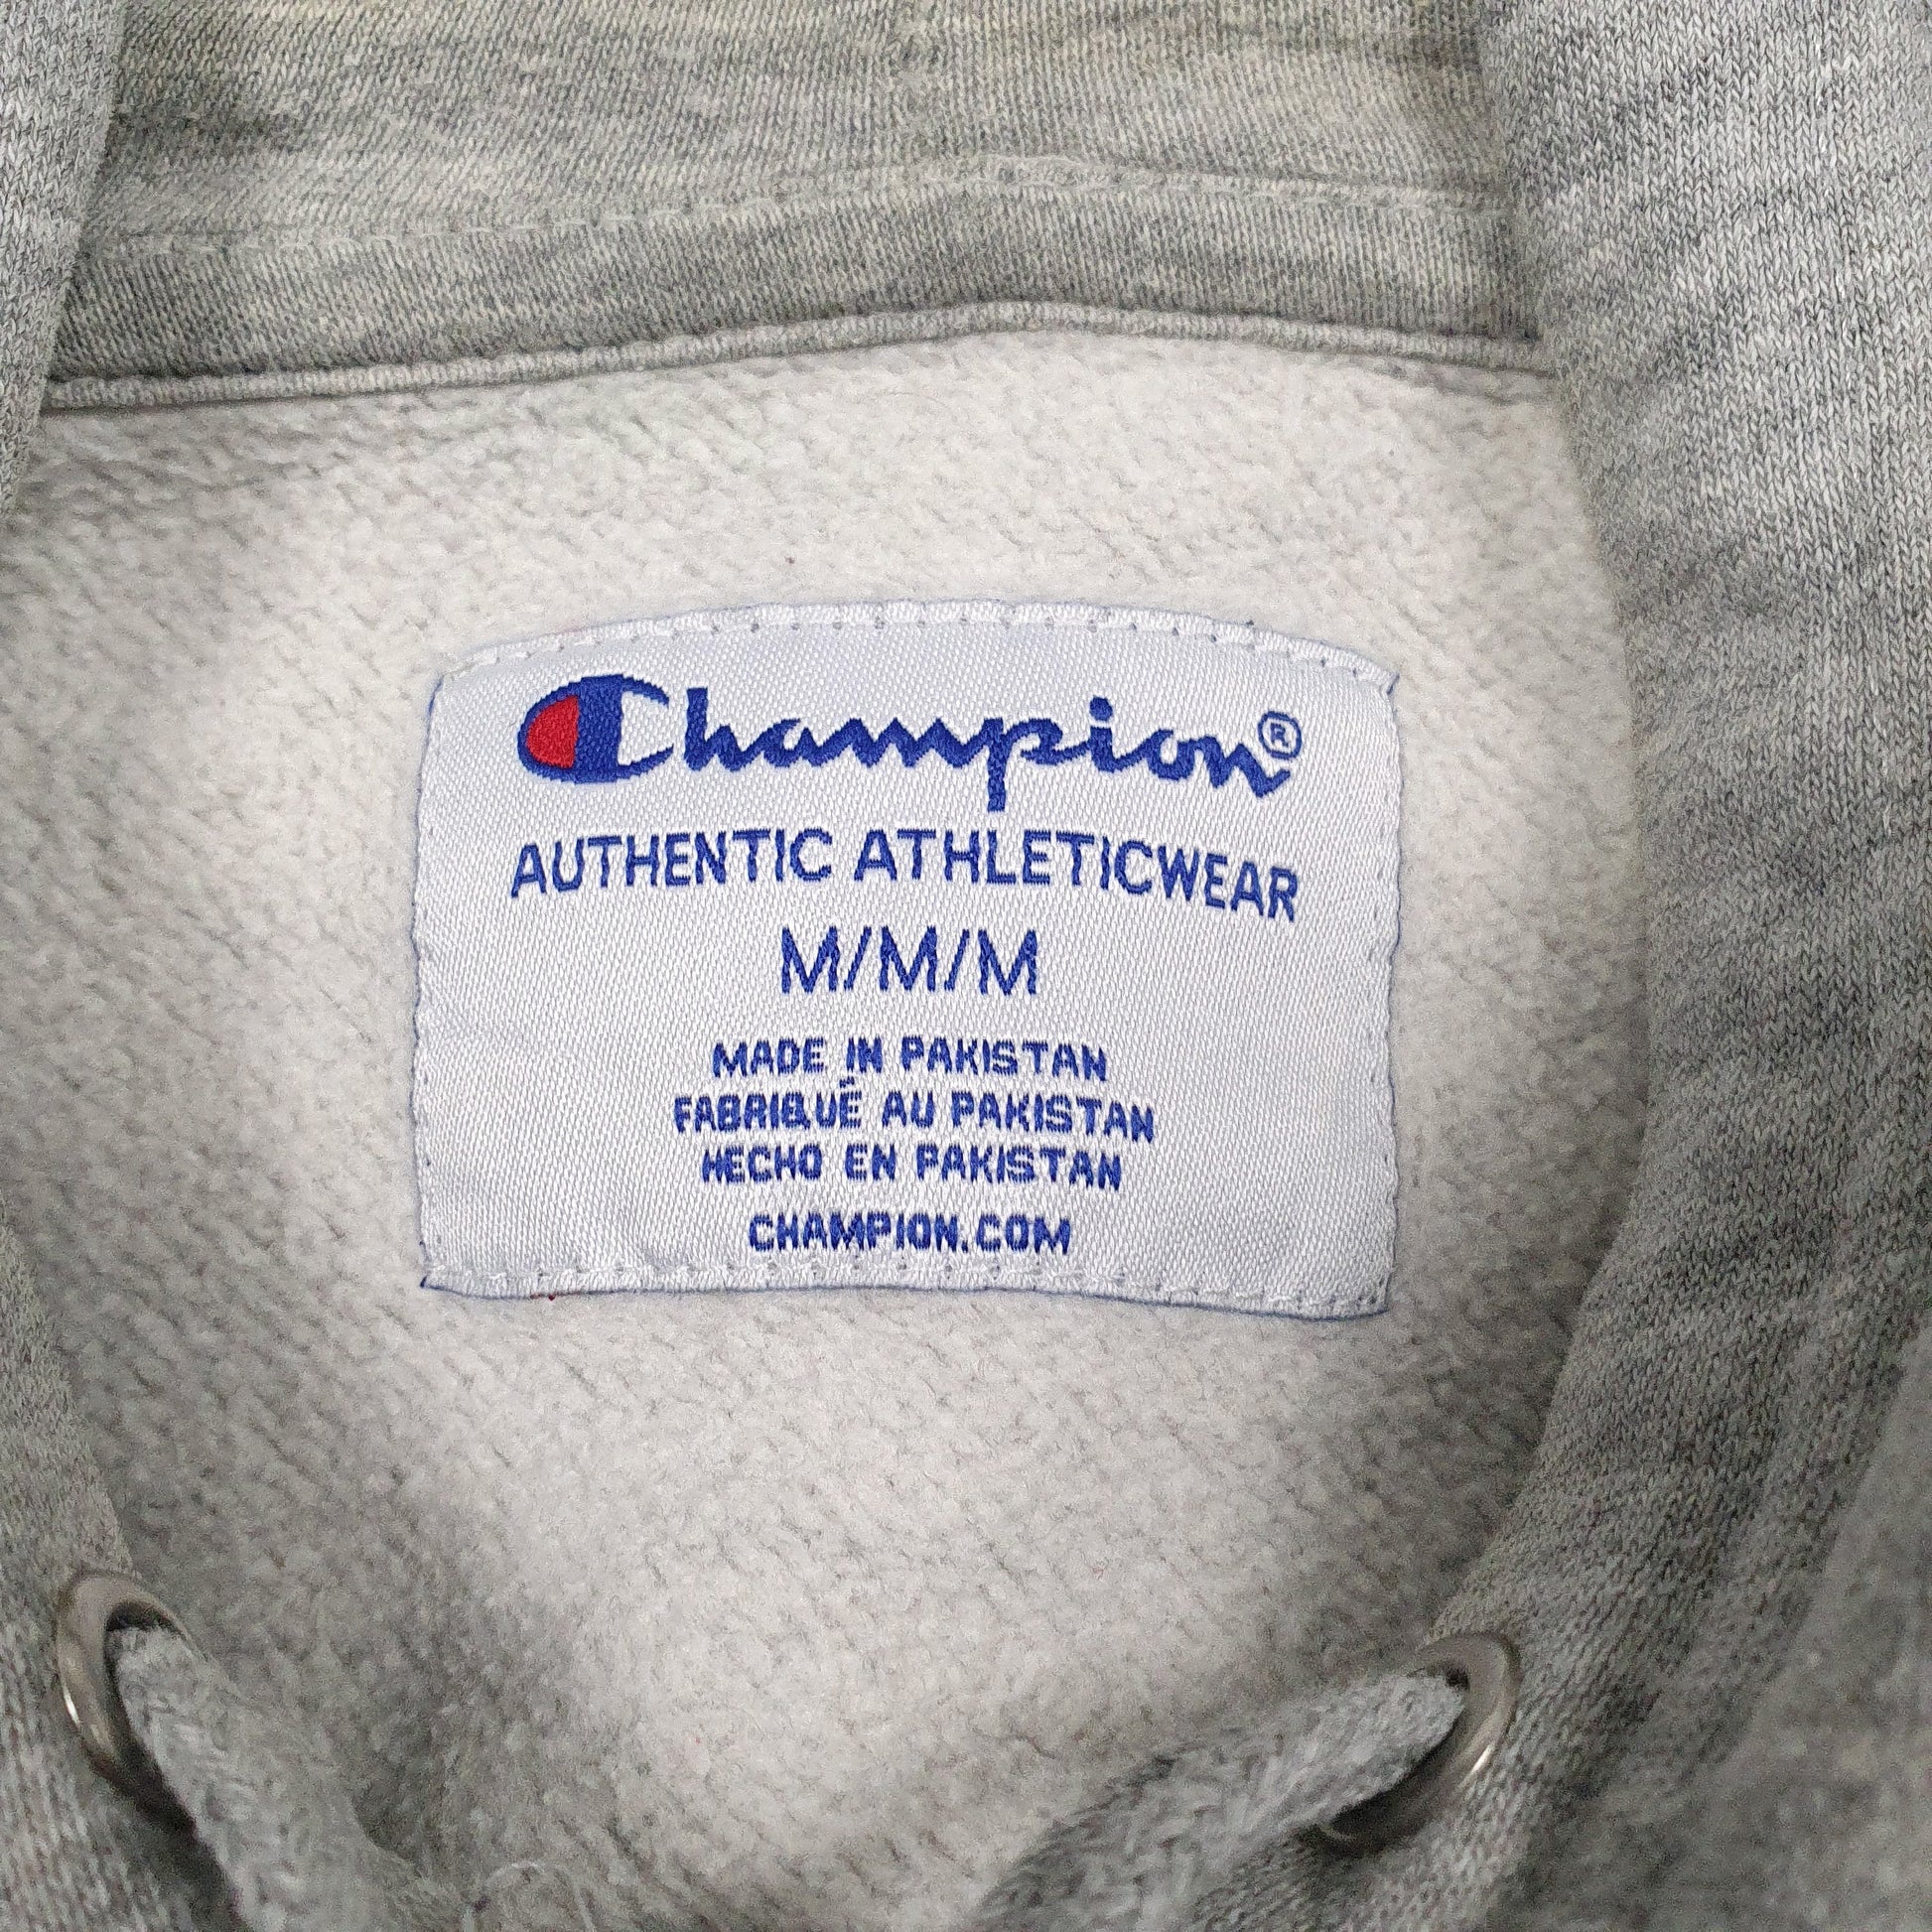 Champion®
AUTHENTIC ATHLETICWEAR
M/M/M
MADE IN PAKISTAN
FABRIQUÉ AU PAKISTAN
HECHO EN PAKISTAN
CHAMPION.COM